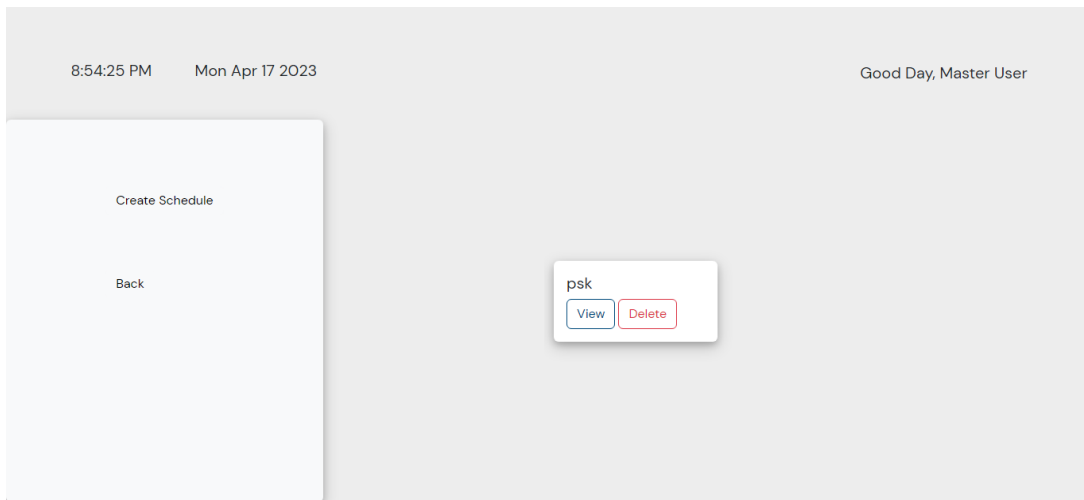 8:54:25 PM Mon Apr 17 2023 Good Day, Master User
Create Schedule
Back
psk
View Delete